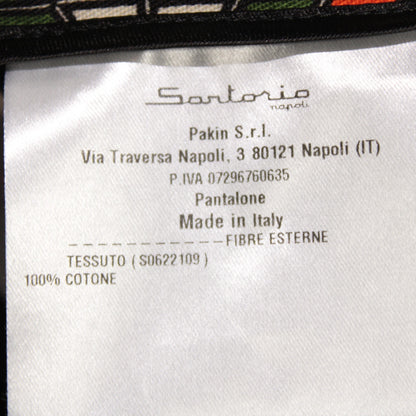 Sartorio
napoli
Pakin S.r.l.
Via Traversa Napoli, 3 80121 Napoli (IT)
P.IVA 07296760635
Pantalone
Made in Italy
------------FIBRE ESTERNE
TESSUTO ( S0622109 )
100% COTONE